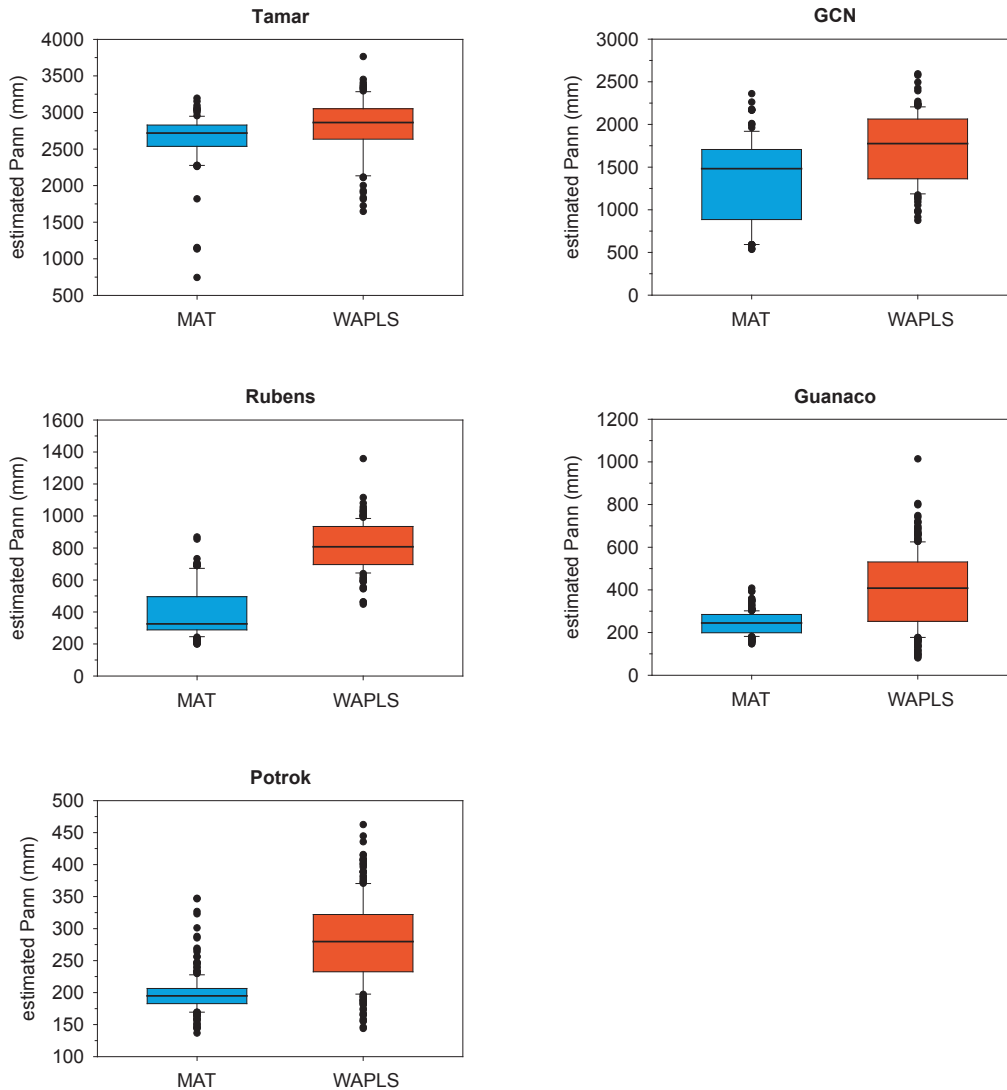 Tamar
estimated Pann (mm)
4000
3500
3000
2500
2000
1500
1000
500
MAT
WAPLS
GCN
estimated Pann (mm)
3000
2500
2000
1500
1000
500
0
MAT
WAPLS
Rubens
estimated Pann (mm)
1600
1400
1200
1000
800
600
400
200
0
MAT
WAPLS
Guanaco
estimated Pann (mm)
1200
1000
800
600
400
200
0
MAT
WAPLS
Potrok
estimated Pann (mm)
500
450
400
350
300
250
200
150
100
MAT
WAPLS